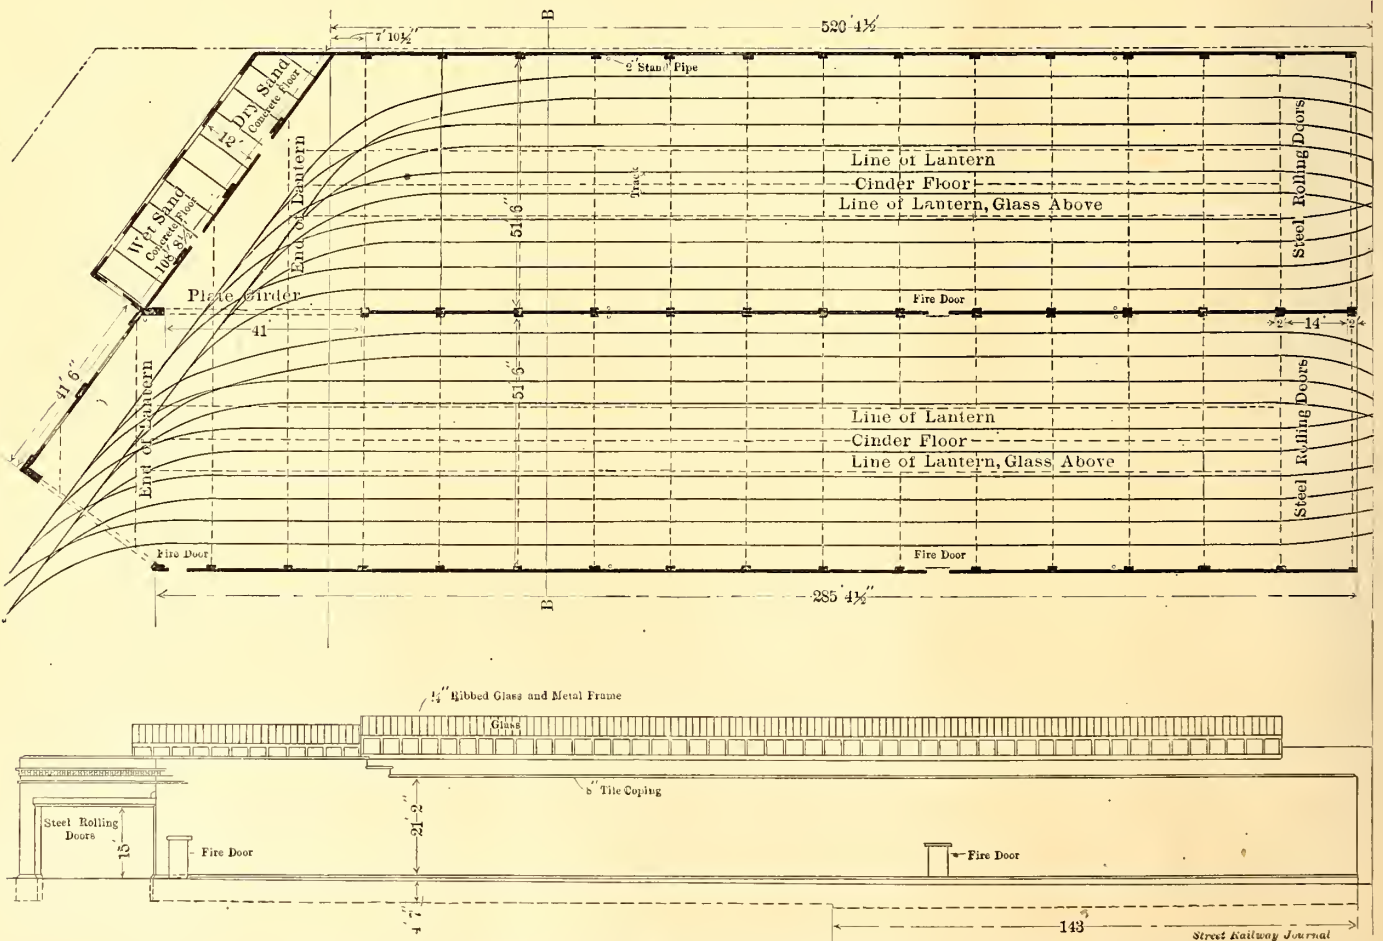 B
520' 4½"
7' 10½"
2" Stand Pipe
Dry Sand
Concrete Floor
12'
Wet Sand
Concrete Floor
108' 8½"
End of Lantern
Track
51' 6"
Line of Lantern
Cinder Floor
Line of Lantern, Glass Above
Steel Rolling Doors
Plate Girder
41
Fire Door
2'
14'
2'
41' 6"
End of Lantern
51' 6"
Line of Lantern
Cinder Floor
Line of Lantern, Glass Above
Steel Rolling Doors
Fire Door
Fire Door
285' 4½"
B
¼" Ribbed Glass and Metal Frame
Glass
8" Tile Coping
Steel Rolling
Doors
15'
21'-2"
Fire Door
Fire Door
4'-7"
143'
Street Railway Journal